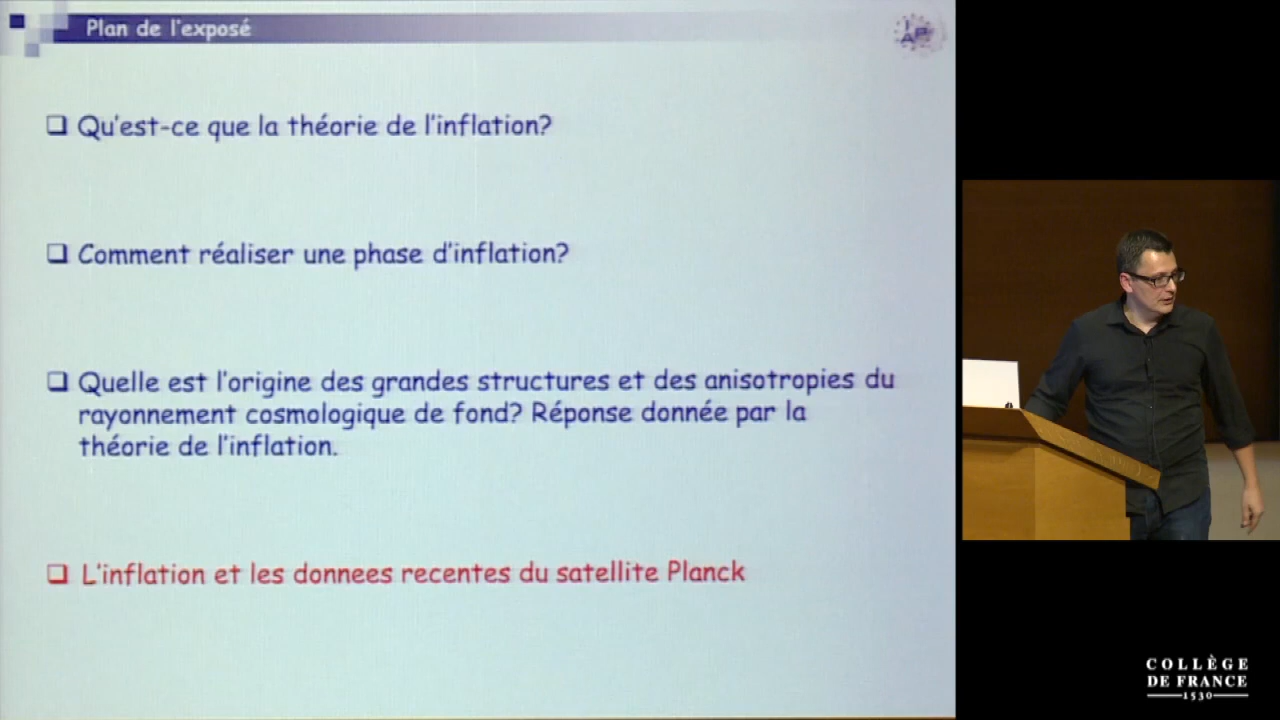 Plan de l'exposé
IAP
❑ Qu'est-ce que la théorie de l'inflation?
❑ Comment réaliser une phase d'inflation?
❑ Quelle est l'origine des grandes structures et des anisotropies du
rayonnement cosmologique de fond? Réponse donnée par la
théorie de l'inflation.
❑ L'inflation et les donnees recentes du satellite Planck
COLLÈGE
DE FRANCE
1530